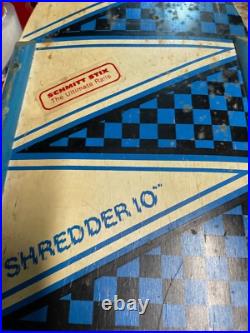 SCHMITT STIX
The Ultimate Rails
SHREDDER 10